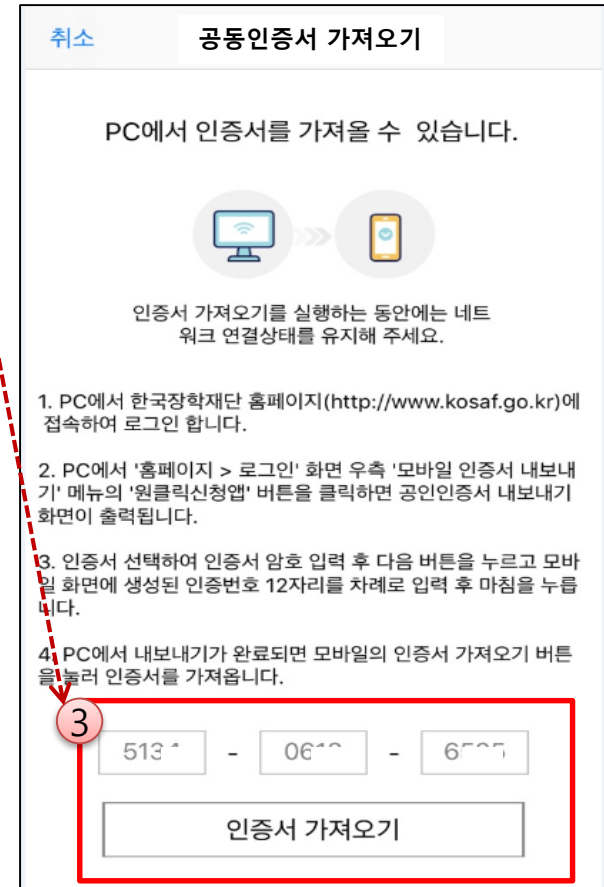 취소 공동인증서 가져오기
PC에서 인증서를 가져올 수 있습니다.
인증서 가져오기를 실행하는 동안에는 네트
워크 연결상태를 유지해 주세요.
1. PC에서 한국장학재단 홈페이지(http://www.kosaf.go.kr)에
접속하여 로그인 합니다.
2. PC에서 '홈페이지 > 로그인' 화면 우측 '모바일 인증서 내보내
기' 메뉴의 '원클릭신청앱' 버튼을 클릭하면 공인인증서 내보내기
화면이 출력됩니다.
3. 인증서 선택하여 인증서 암호 입력 후 다음 버튼을 누르고 모바
일 화면에 생성된 인증번호 12자리를 차례로 입력 후 마침을 누릅
니다.
4. PC에서 내보내기가 완료되면 모바일의 인증서 가져오기 버튼
을 눌러 인증서를 가져옵니다.
3
- -
인증서 가져오기